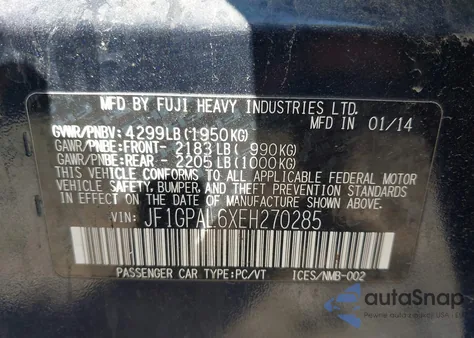 MFD BY FUJI HEAVY INDUSTRIES LTD.
MFD IN 01/14
GVWR/PNBV: 4299LB (1950KG)
GAWR/PNBE:FRONT- 2183LB ( 990KG)
GAWR/PNBE:REAR - 2205LB (1000KG)
THIS VEHICLE CONFORMS TO ALL APPLICABLE FEDERAL MOTOR
VEHICLE SAFETY, BUMPER, AND THEFT PREVENTION STANDARDS
IN EFFECT ON THE DATE OF MANUFACTURE SHOWN ABOVE.
VIN: JF1GPAL6XEH270285
PASSENGER CAR TYPE:PC/VT ICES/NMB-002
autoSnap